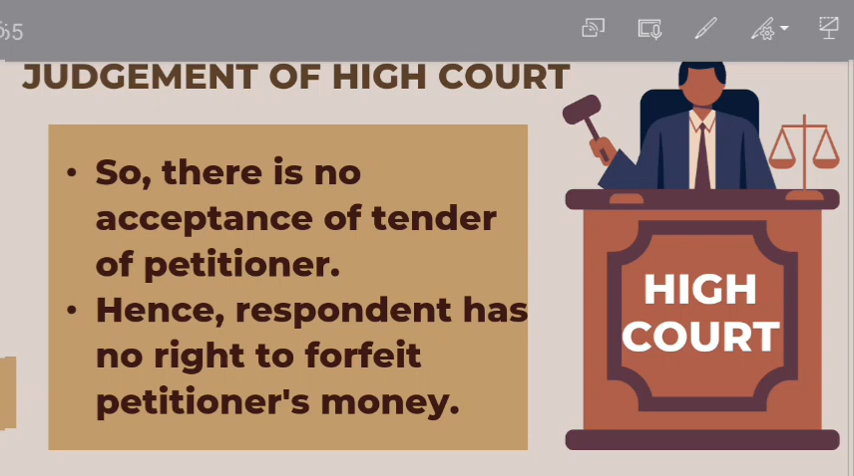 JUDGEMENT OF HIGH COURT
• So, there is no
acceptance of tender
of petitioner.
• Hence, respondent has
no right to forfeit
petitioner's money.
HIGH
COURT